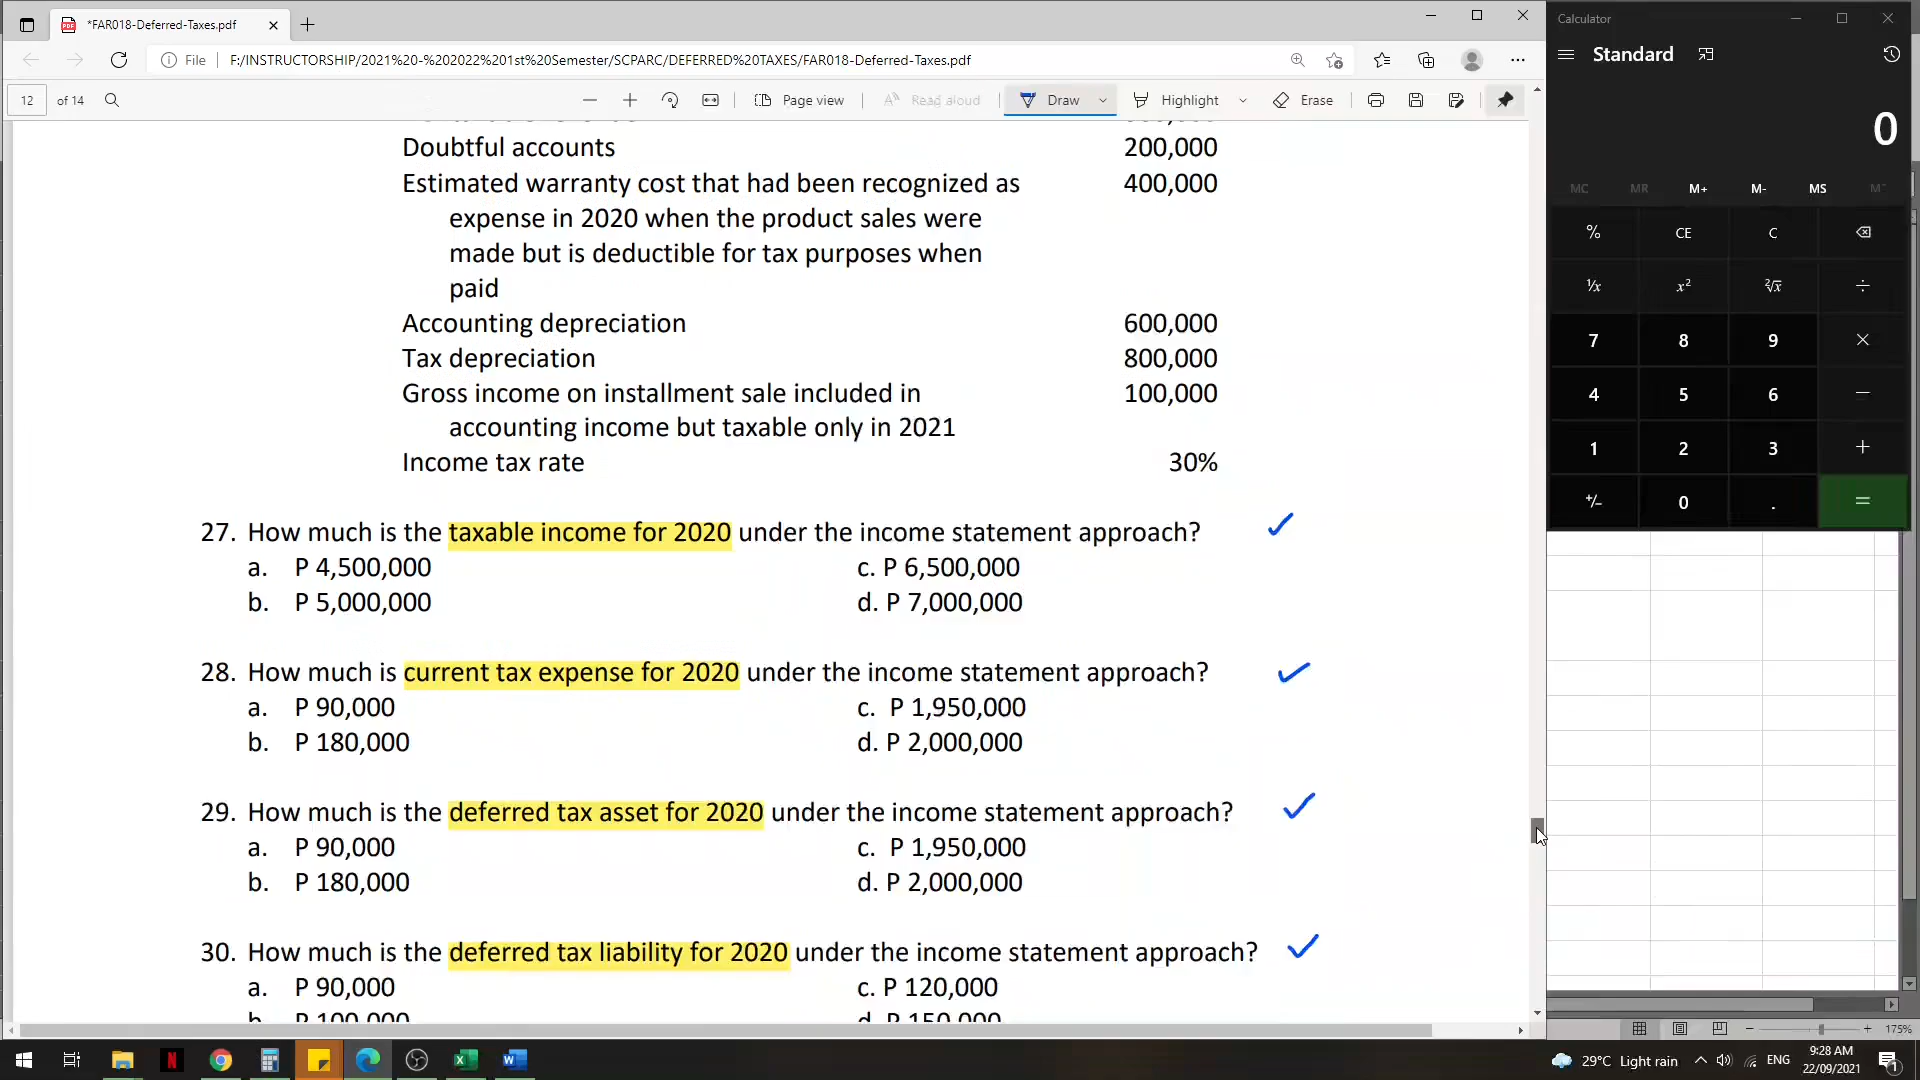 *FAR018-Deferred-Taxes.pdf
File F:/INSTRUCTORSHIP/2021%20-%202022%201st%20Semester/SCPARC/DEFERRED%20TAXES/FAR018-Deferred-Taxes.pdf
12 of 14 Page view Read aloud Draw Highlight Erase
Doubtful accounts 200,000
Estimated warranty cost that had been recognized as 400,000
expense in 2020 when the product sales were
made but is deductible for tax purposes when
paid
Accounting depreciation 600,000
Tax depreciation 800,000
Gross income on installment sale included in 100,000
accounting income but taxable only in 2021
Income tax rate 30%
27. How much is the taxable income for 2020 under the income statement approach?
a. P 4,500,000 c. P 6,500,000
b. P 5,000,000 d. P 7,000,000
28. How much is current tax expense for 2020 under the income statement approach?
a. P 90,000 c. P 1,950,000
b. P 180,000 d. P 2,000,000
29. How much is the deferred tax asset for 2020 under the income statement approach?
a. P 90,000 c. P 1,950,000
b. P 180,000 d. P 2,000,000
30. How much is the deferred tax liability for 2020 under the income statement approach?
a. P 90,000 c. P 120,000
b. P 100,000 d. P 150,000
Calculator
Standard
0
MC MR M+ M- MS
% CE C
1/x x² ²√x ÷
7 8 9 ×
4 5 6 −
1 2 3 +
+/- 0 . =
175%
29°C Light rain ENG 9:28 AM
22/09/2021
1